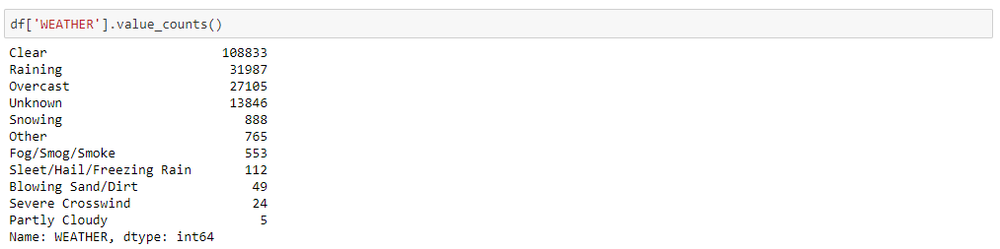 df['WEATHER'].value_counts()
Clear 108833
Raining 31987
Overcast 27105
Unknown 13846
Snowing 888
Other 765
Fog/Smog/Smoke 553
Sleet/Hail/Freezing Rain 112
Blowing Sand/Dirt 49
Severe Crosswind 24
Partly Cloudy 5
Name: WEATHER, dtype: int64